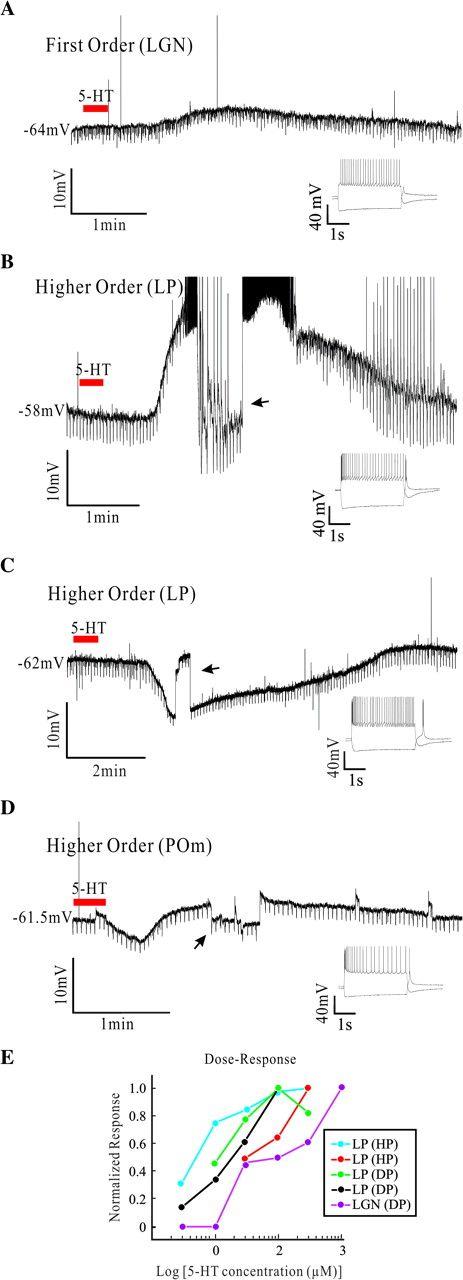 A
First Order (LGN)
5-HT
-64mV
10mV
1min
40 mV
1s
B
Higher Order (LP)
5-HT
-58mV
10mV
1min
40 mV
1s
C
Higher Order (LP)
5-HT
-62mV
10mV
2min
40mV
1s
D
Higher Order (POm)
5-HT
-61.5mV
10mV
1min
40mV
1s
E
Dose-Response
Normalized Response
1.0
0.8
0.6
0.4
0.2
0
0
2
3
Log [5-HT concentration (µM)]
LP (HP)
LP (HP)
LP (DP)
LP (DP)
LGN (DP)